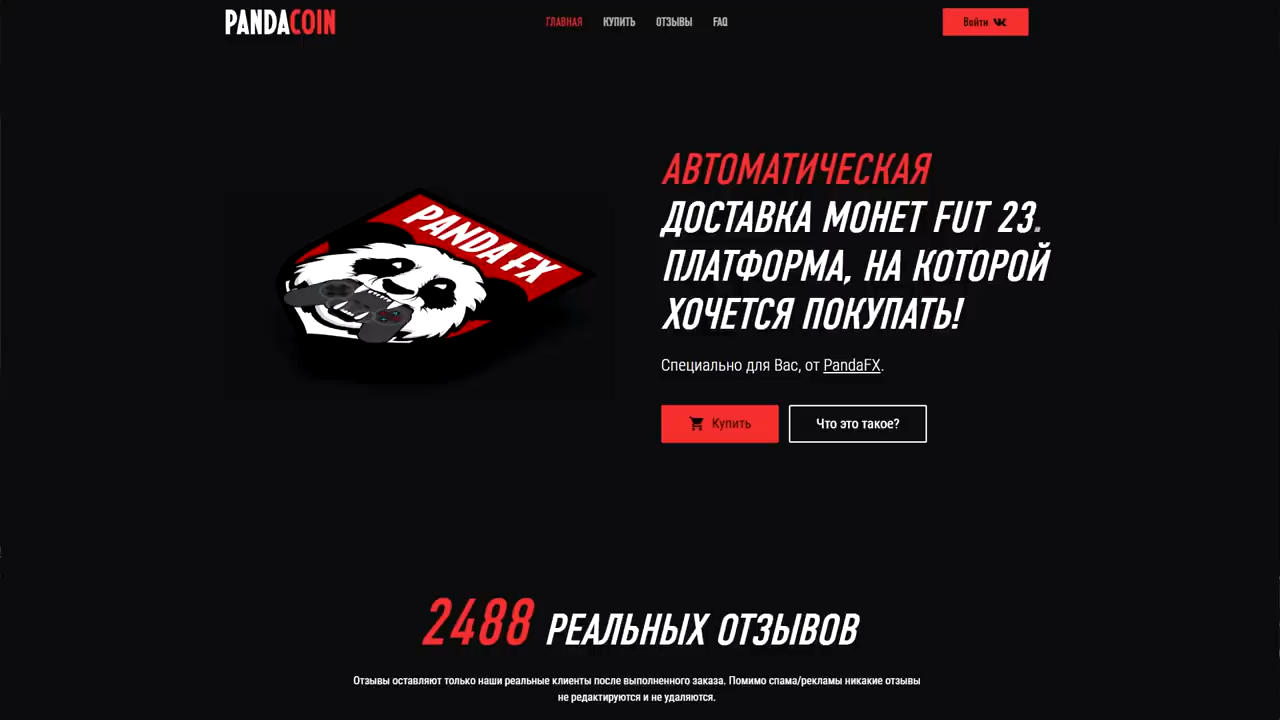 PANDACOIN
ГЛАВНАЯ КУПИТЬ ОТЗЫВЫ FAQ
Войти
PANDA FX
АВТОМАТИЧЕСКАЯ
ДОСТАВКА МОНЕТ FUT 23.
ПЛАТФОРМА, НА КОТОРОЙ
ХОЧЕТСЯ ПОКУПАТЬ!
Специально для Вас, от PandaFX.
Купить
Что это такое?
2488 РЕАЛЬНЫХ ОТЗЫВОВ
Отзывы оставляют только наши реальные клиенты после выполненного заказа. Помимо спама/рекламы никакие отзывы
не редактируются и не удаляются.